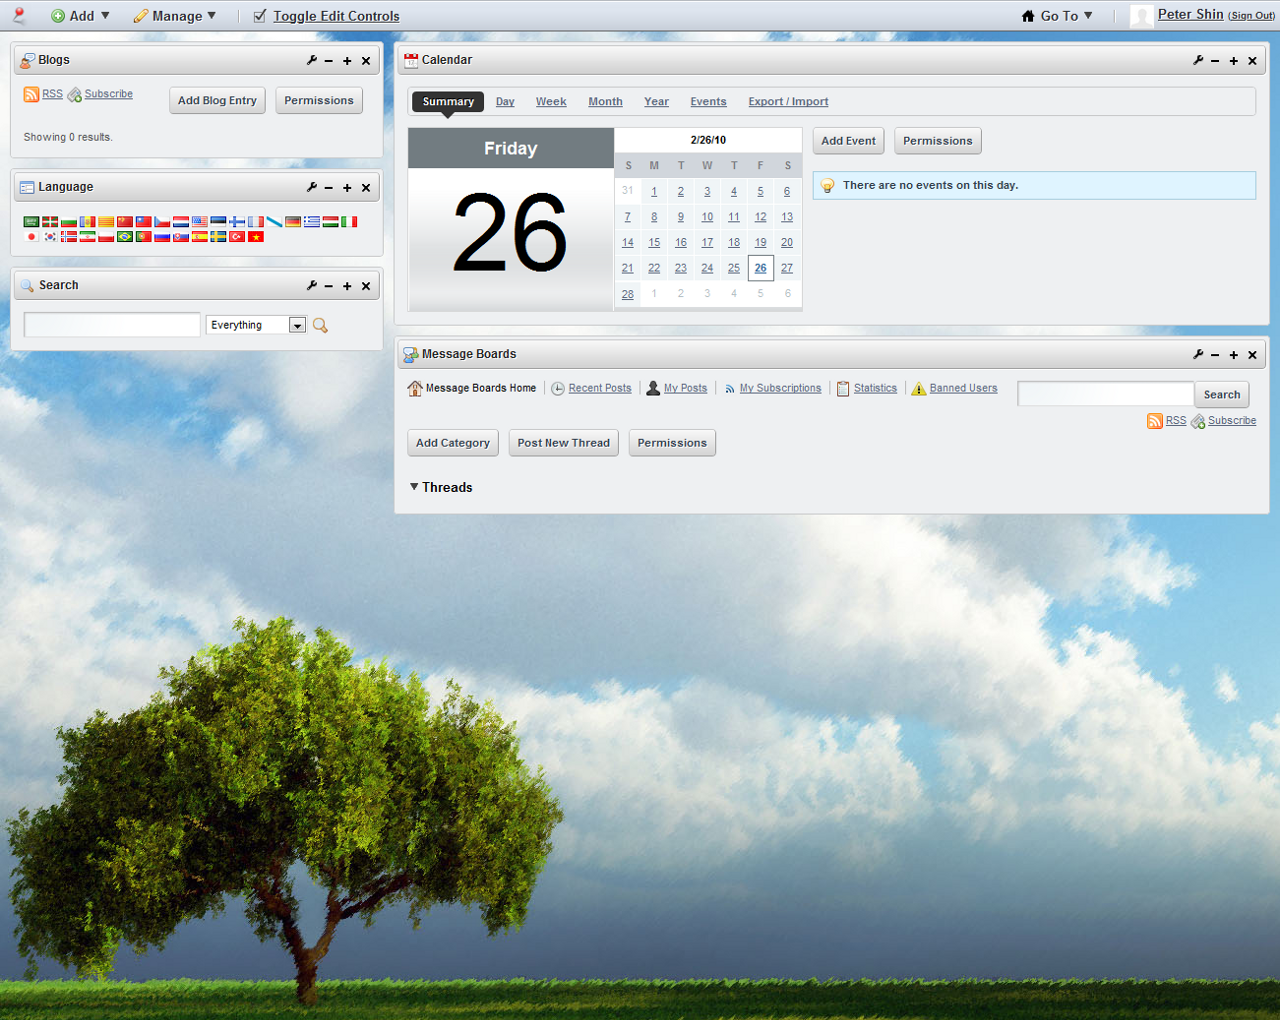 Add Manage Toggle Edit Controls Go To Peter Shin (Sign Out)
Blogs
RSS Subscribe Add Blog Entry Permissions
Showing 0 results.
Language
Search
Everything
Calendar
Summary Day Week Month Year Events Export / Import
Friday
26
2/26/10
S M T W T F S
31 1 2 3 4 5 6
7 8 9 10 11 12 13
14 15 16 17 18 19 20
21 22 23 24 25 26 27
28 1 2 3 4 5 6
Add Event Permissions
There are no events on this day.
Message Boards
Message Boards Home Recent Posts My Posts My Subscriptions Statistics Banned Users Search
RSS Subscribe
Add Category Post New Thread Permissions
Threads